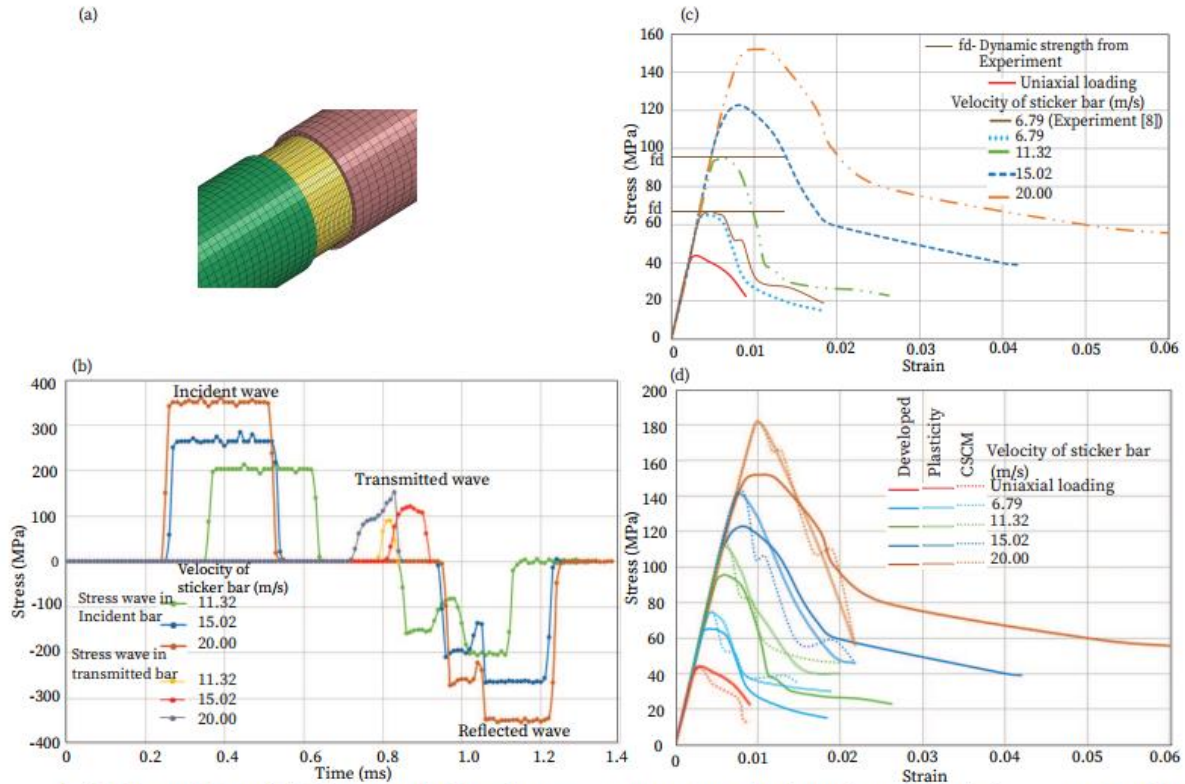 (a)
(b)
400
300
200
100
0
-100
-200
-300
-400
Stress (MPa)
Incident wave
Transmitted wave
Velocity of
sticker bar (m/s)
Stress wave in
Incident bar
11.32
15.02
20.00
Stress wave in
transmitted bar
11.32
15.02
20.00
Reflected wave
0
0.2
0.4
0.6
0.8
1.0
1.2
1.4
Time (ms)
(c)
160
140
120
100
fd
80
fd
60
40
20
0
Stress (MPa)
fd- Dynamic strength from
Experiment
Uniaxial loading
Velocity of sticker bar (m/s)
6.79 (Experiment [8])
6.79
11.32
15.02
20.00
0
0.01
0.02
0.03
0.04
0.05
0.06
Strain
(d)
200
180
160
140
120
100
80
60
40
20
0
Stress (MPa)
Developed
Plasticity
CSCM
Velocity of sticker bar
(m/s)
Uniaxial loading
6.79
11.32
15.02
20.00
0
0.01
0.02
0.03
0.04
0.05
0.06
Strain